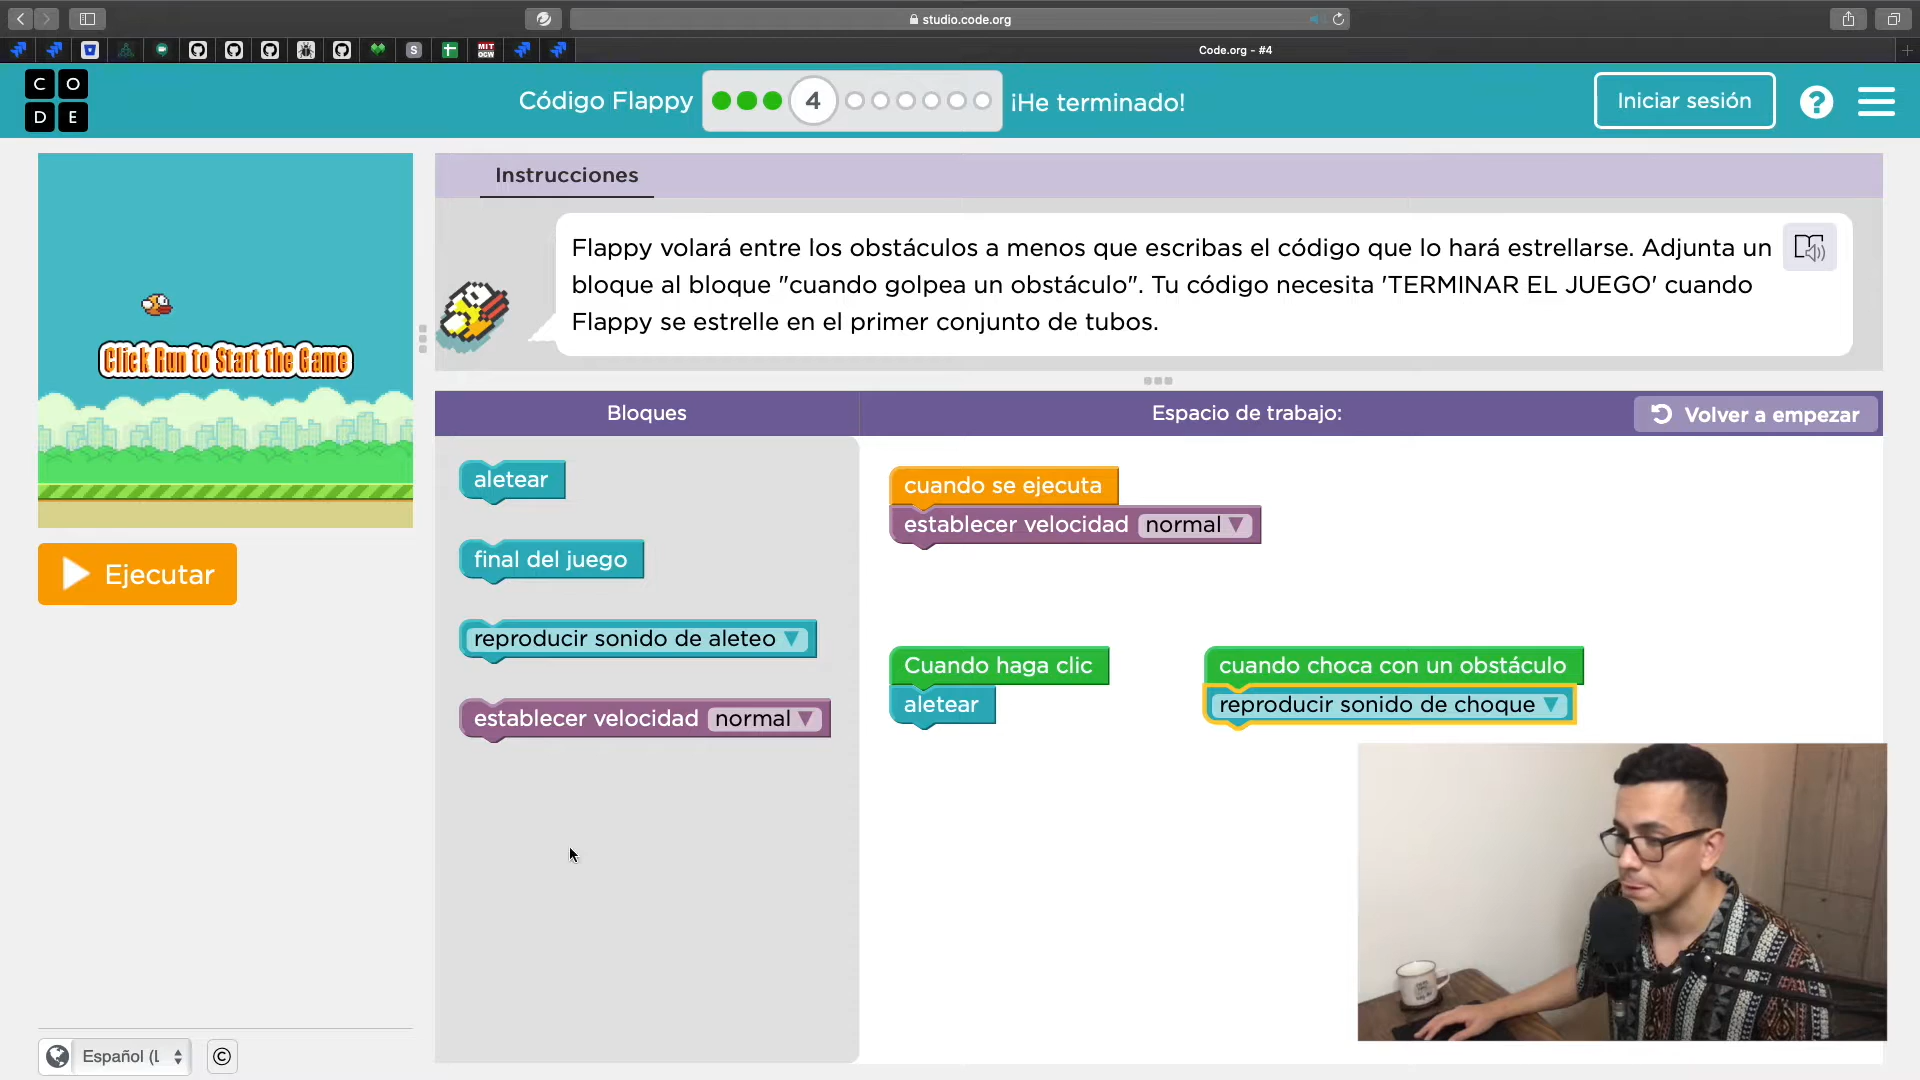 studio.code.org
S
MIT
OCW
Code.org - #4
C O
D E
Código Flappy
4
¡He terminado!
Iniciar sesión
?
Instrucciones
Flappy volará entre los obstáculos a menos que escribas el código que lo hará estrellarse. Adjunta un
bloque al bloque "cuando golpea un obstáculo". Tu código necesita 'TERMINAR EL JUEGO' cuando
Flappy se estrelle en el primer conjunto de tubos.
Click Run to Start the Game
Ejecutar
Bloques
Espacio de trabajo:
Volver a empezar
aletear
final del juego
reproducir sonido de aleteo
establecer velocidad normal
cuando se ejecuta
establecer velocidad normal
Cuando haga clic
aletear
cuando choca con un obstáculo
reproducir sonido de choque
Español (L
©